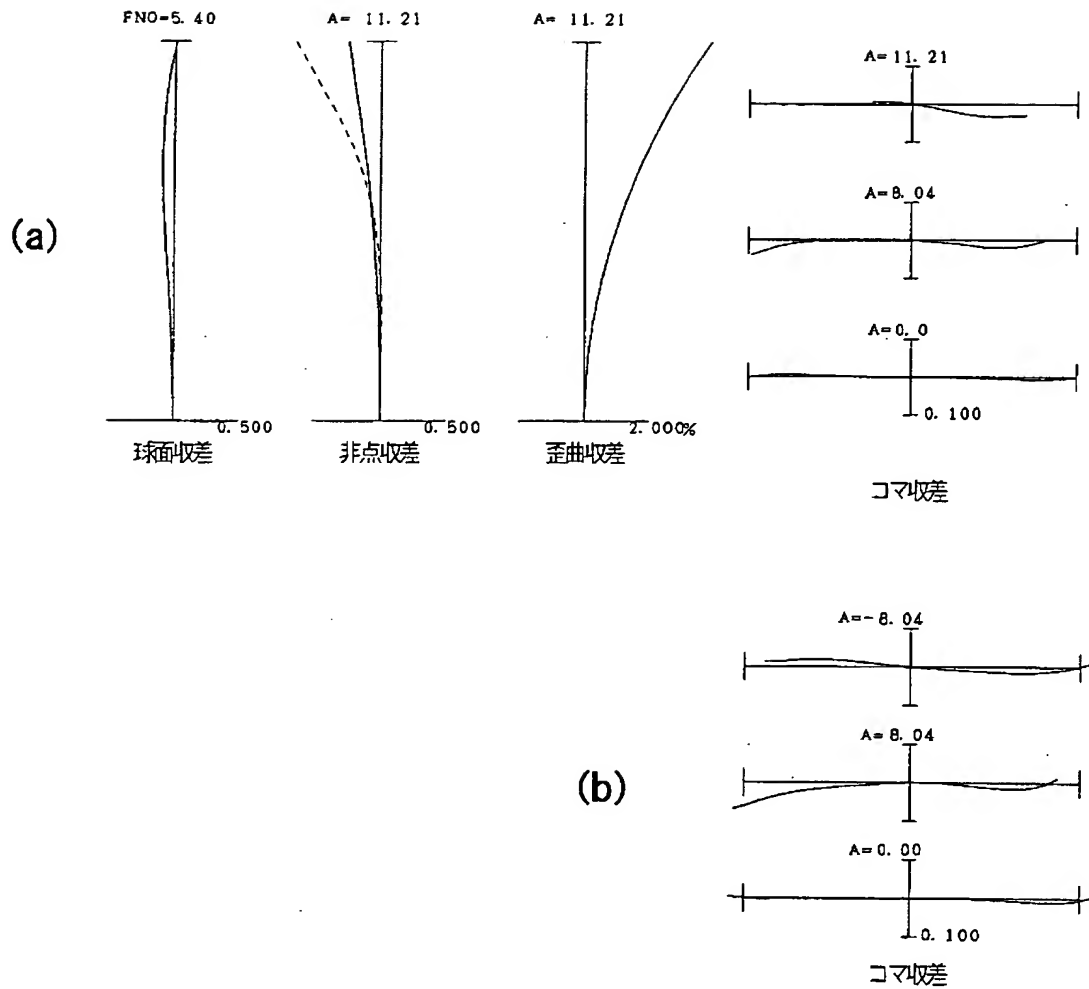 (a)
FNO=5.40
0.500
球面収差
A= 11.21
0.500
非点収差
A= 11.21
2.000%
歪曲収差
A=11.21
A=8.04
A=0.0
0.100
コマ収差
(b)
A=-8.04
A=8.04
A=0.00
0.100
コマ収差